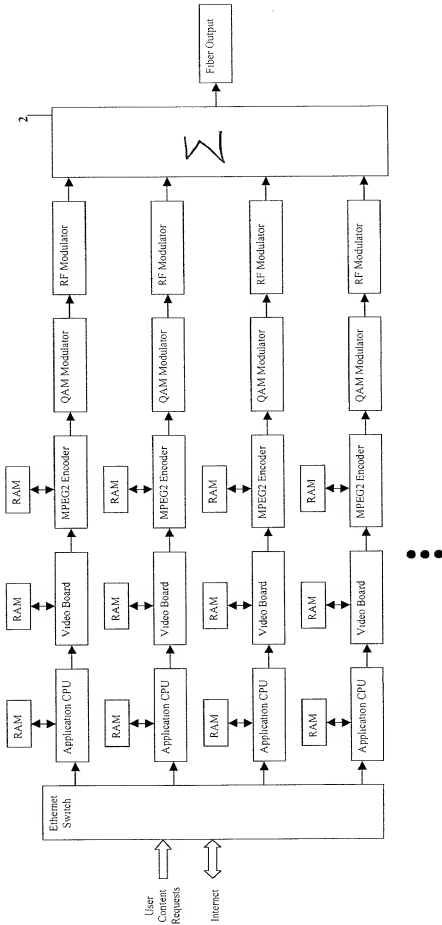 2
RAM
RAM
RAM
Ethernet
Switch
Application CPU
Video Board
MPEG2 Encoder
QAM Modulator
RF Modulator
RAM
RAM
RAM
User
Content
Requests
Application CPU
Video Board
MPEG2 Encoder
QAM Modulator
RF Modulator
Σ
Fiber Output
Internet
RAM
RAM
RAM
Application CPU
Video Board
MPEG2 Encoder
QAM Modulator
RF Modulator
RAM
RAM
RAM
Application CPU
Video Board
MPEG2 Encoder
QAM Modulator
RF Modulator